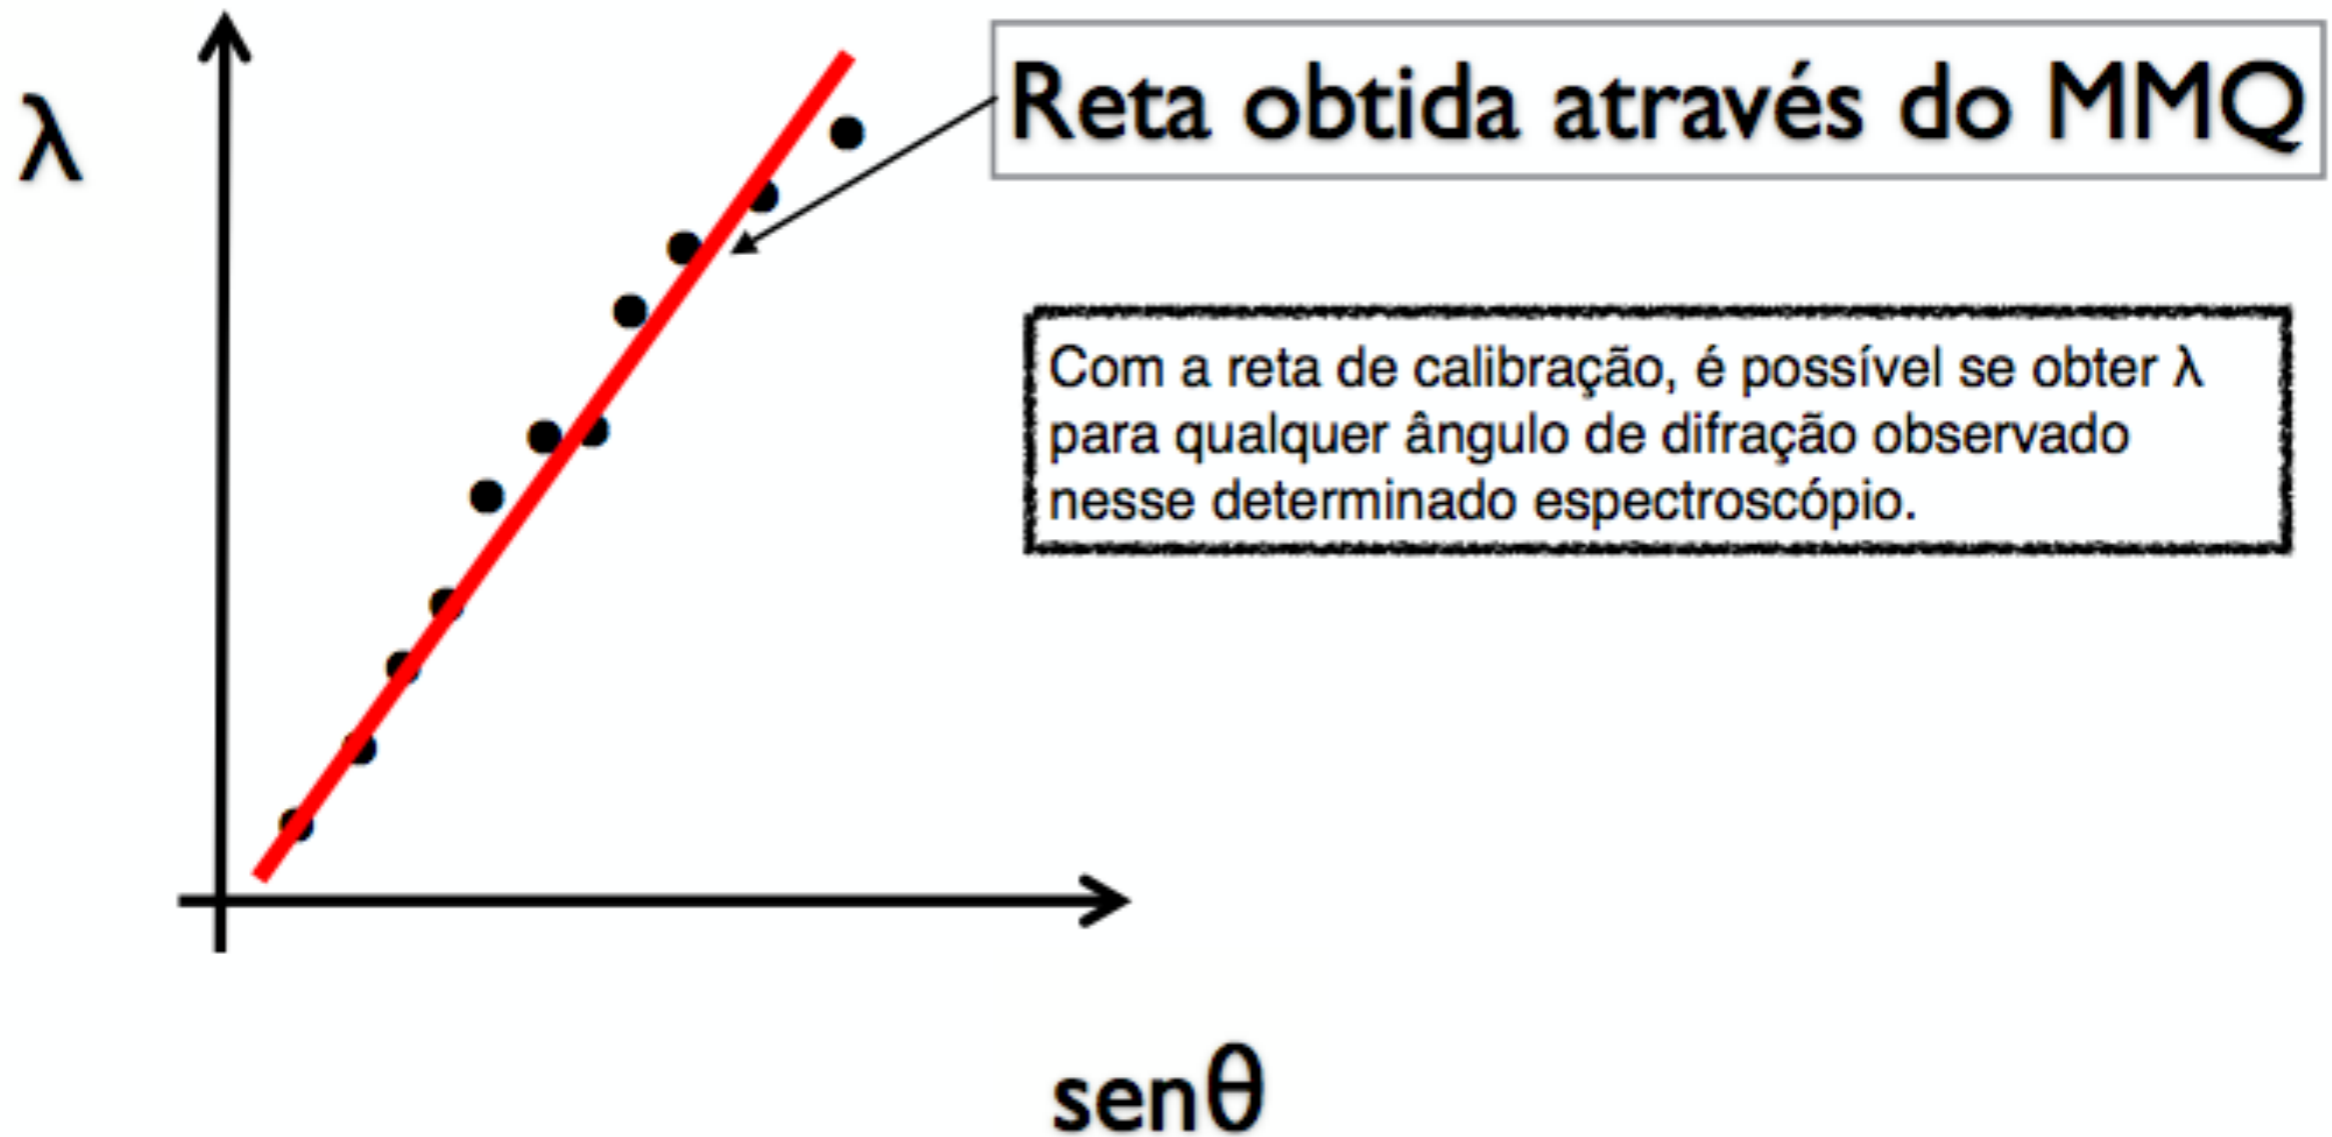 λ
Reta obtida através do MMQ
Com a reta de calibração, é possível se obter λ
para qualquer ângulo de difração observado
nesse determinado espectroscópio.
senθ